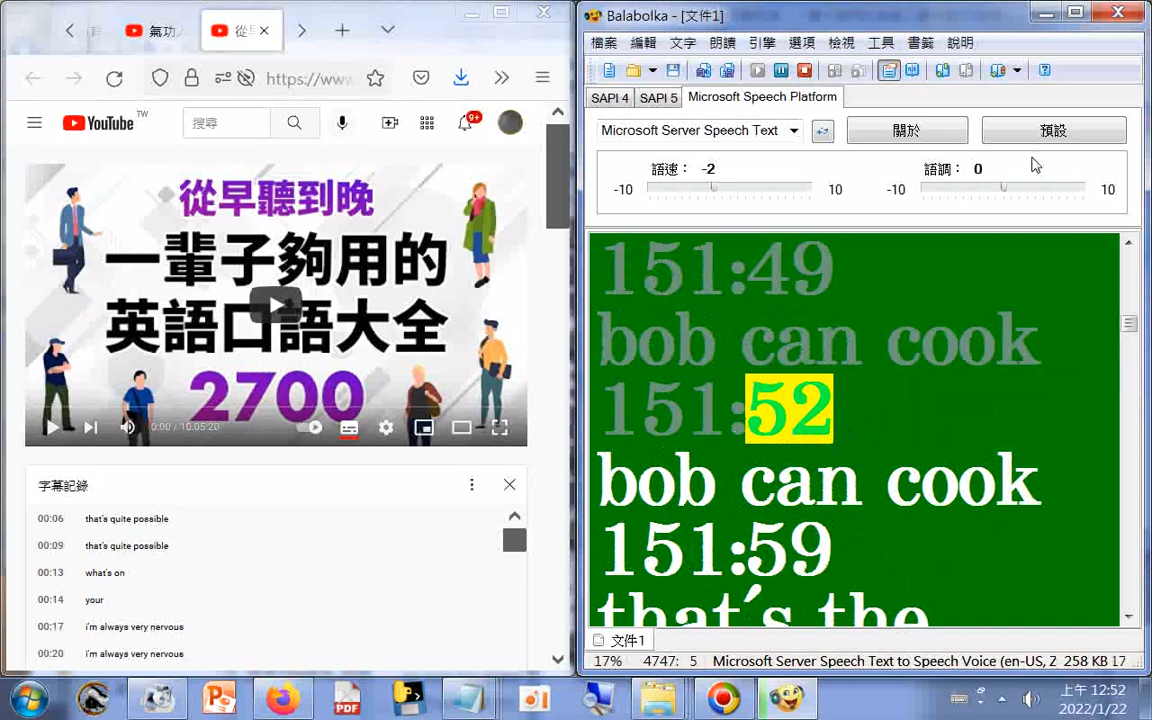 氣功人
從
https://www
YouTube TW
搜尋
9+
從早聽到晚
一輩子夠用的
英語口語大全
2700
0:00 / 10:05:20
字幕記錄
00:06 that's quite possible
00:09 that's quite possible
00:13 what's on
00:14 your
00:17 i'm always very nervous
00:20 i'm always very nervous
Balabolka - [文件1]
檔案 編輯 文字 朗讀 引擎 選項 檢視 工具 書籤 說明
SAPI 4 SAPI 5 Microsoft Speech Platform
Microsoft Server Speech Text 關於 預設
語速： -2 語調： 0
-10 10 -10 10
151:49
bob can cook
151:52
bob can cook
151:59
that's the
文件1
17% 4747: 5 Microsoft Server Speech Text to Speech Voice (en-US, Z 258 KB 17
PDF
上午 12:52
2022/1/22